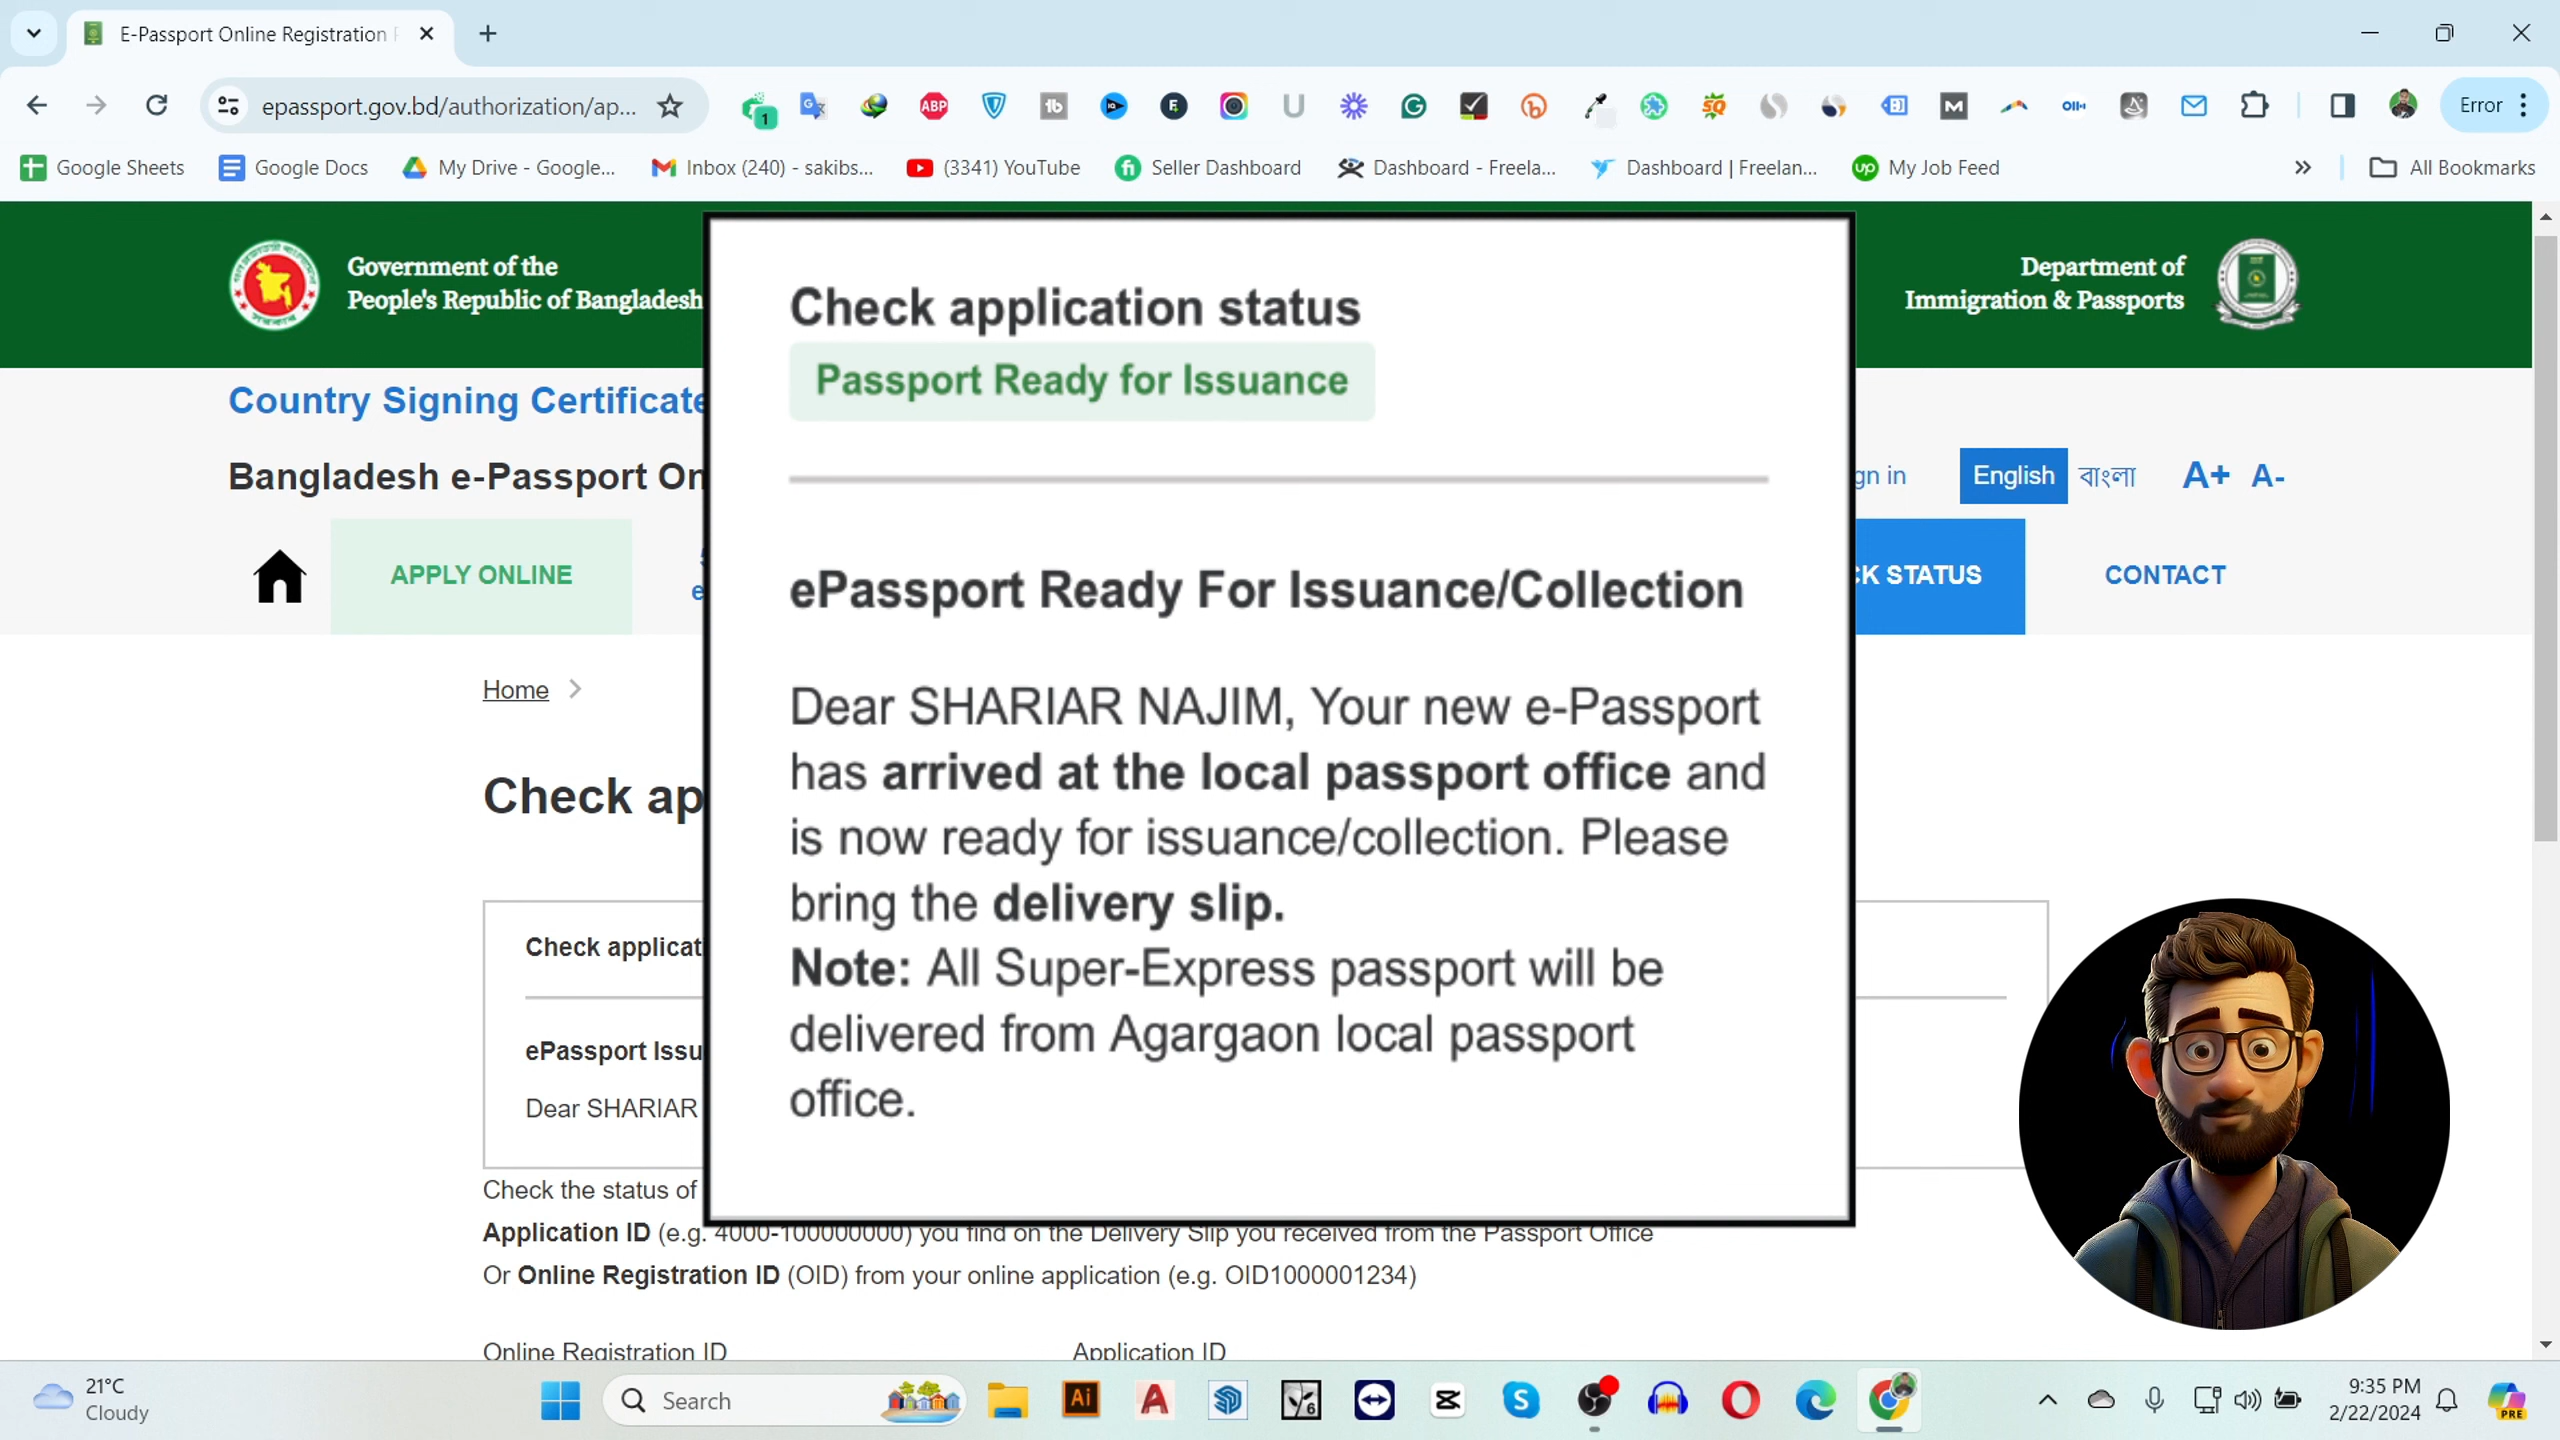 E-Passport Online Registration
epassport.gov.bd/authorization/ap...
1
ABP
Error
Google Sheets
Google Docs
My Drive - Google...
Inbox (240) - sakibs...
(3341) YouTube
Seller Dashboard
Dashboard - Freela...
Dashboard | Freelan...
My Job Feed
All Bookmarks
Government of the
People's Republic of Bangladesh
Department of
Immigration & Passports
Country Signing Certificate
Bangladesh e-Passport On
gn in
English
বাংলা
A+
A-
APPLY ONLINE
CK STATUS
CONTACT
Home
Check ap
Check applicat
ePassport Issu
Dear SHARIAR
Check application status
Passport Ready for Issuance
ePassport Ready For Issuance/Collection
Dear SHARIAR NAJIM, Your new e-Passport
has arrived at the local passport office and
is now ready for issuance/collection. Please
bring the delivery slip.
Note: All Super-Express passport will be
delivered from Agargaon local passport
office.
Check the status of
Application ID (e.g. 4000-100000000) you find on the Delivery Slip you received from the Passport Office
Or Online Registration ID (OID) from your online application (e.g. OID1000001234)
Online Registration ID
Application ID
21°C
Cloudy
Search
Ai
9:35 PM
2/22/2024
PRE